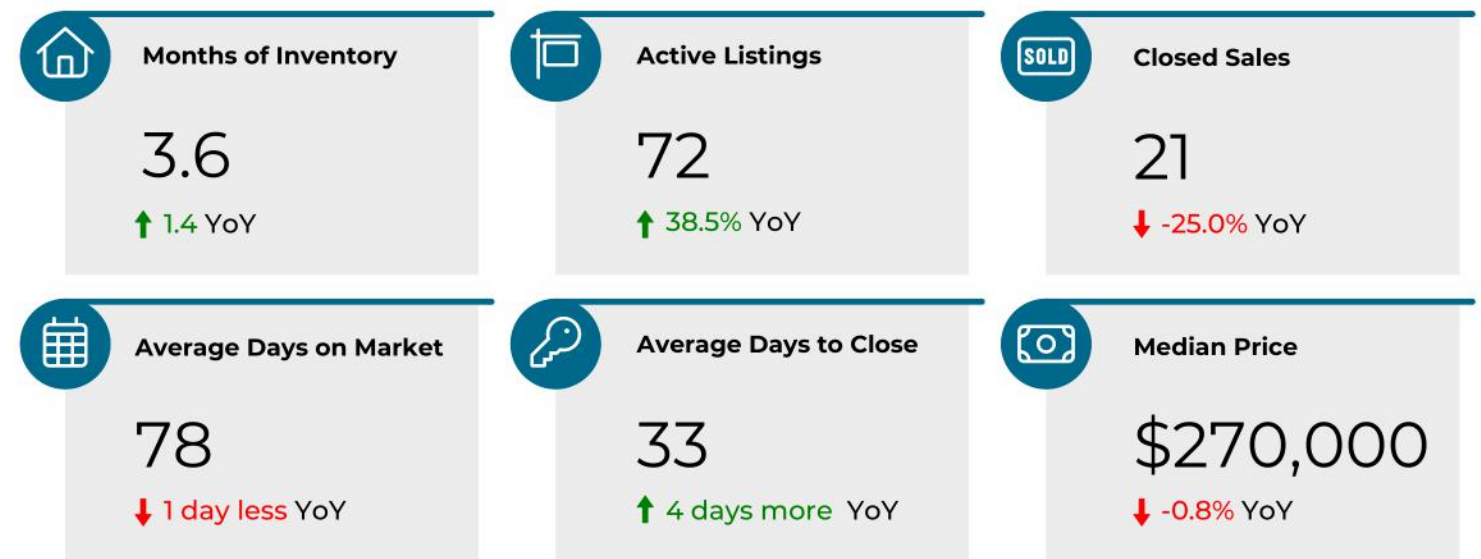 Months of Inventory
3.6
1.4 YoY
Active Listings
72
38.5% YoY
SOLD
Closed Sales
21
-25.0% YoY
Average Days on Market
78
1 day less YoY
Average Days to Close
33
4 days more YoY
Median Price
$270,000
-0.8% YoY